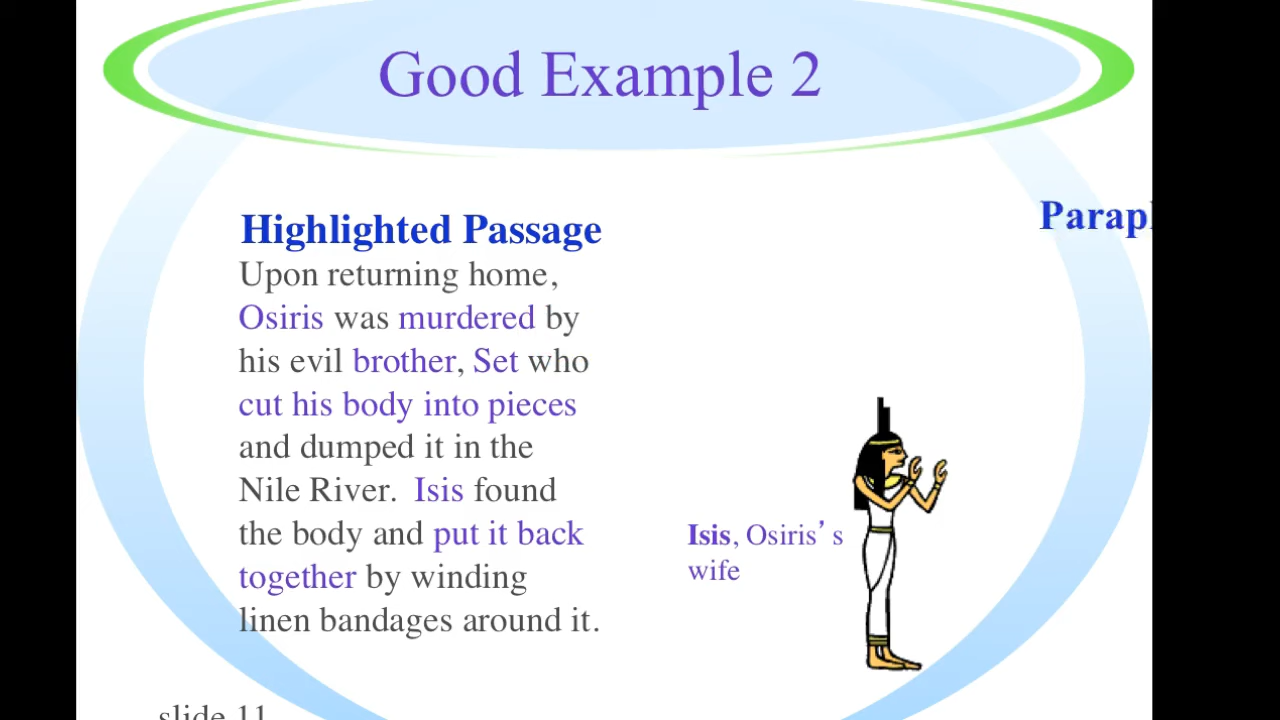 Good Example 2
Highlighted Passage
Upon returning home,
Osiris was murdered by
his evil brother, Set who
cut his body into pieces
and dumped it in the
Nile River. Isis found
the body and put it back
together by winding
linen bandages around it.
Parapl
Isis, Osiris’s
wife
slide 11